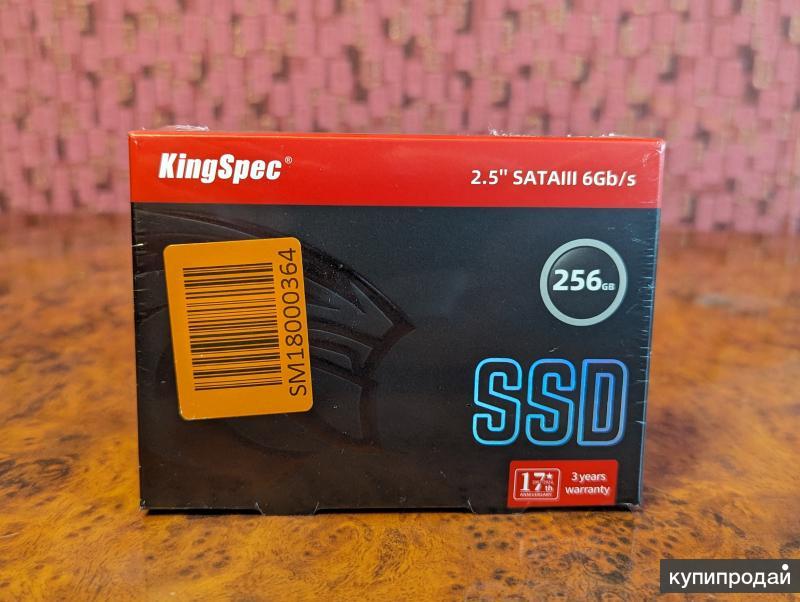 KingSpec®
2.5" SATAIII 6Gb/s
256GB
SM18000364
SSD
17th
ANNIVERSARY
3 years
warranty
купипродай